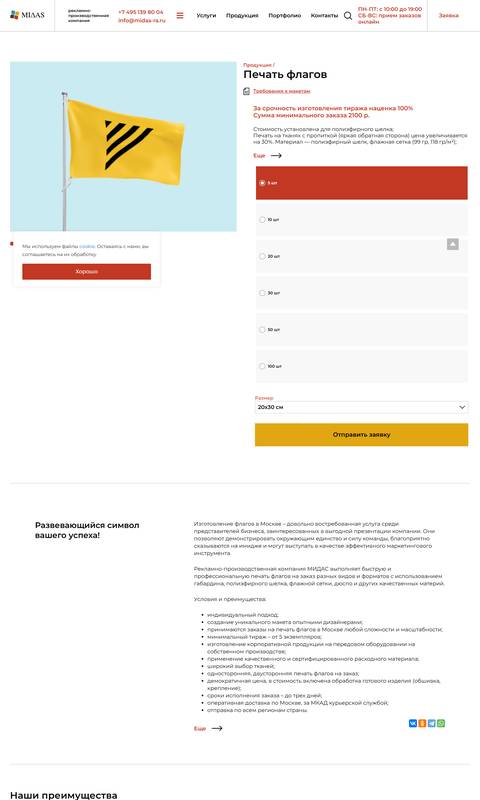 MIΔAS
рекламно-
производственная
компания
+7 495 139 80 04
info@midas-ra.ru
Услуги
Продукция
Портфолио
Контакты
ПН-ПТ: с 10:00 до 19:00
СБ-ВС: прием заказов
онлайн
Заявка
Продукция /
Печать флагов
Требования к макетам
За срочность изготовления тиража наценка 100%
Сумма минимального заказа 2100 р.
Стоимость установлена для полиэфирного шелка;
Печать на тканях с пропиткой (яркая обратная сторона) цена увеличивается
на 30%. Материал — полиэфирный шелк, флажная сетка (99 гр, 118 гр/м²);
Еще
5 шт
10 шт
20 шт
30 шт
50 шт
100 шт
Размер
20x30 см
Отправить заявку
Мы используем файлы cookie. Оставаясь с нами, вы
соглашаетесь на их обработку
Хорошо
Развевающийся символ
вашего успеха!
Изготовление флагов в Москве – довольно востребованная услуга среди
представителей бизнеса, заинтересованных в выгодной презентации компании. Они
позволяют демонстрировать окружающим единство и силу команды, благоприятно
сказываются на имидже и могут выступать в качестве эффективного маркетингового
инструмента.
Рекламно-производственная компания МИДАС выполняет быструю и
профессиональную печать флагов на заказ разных видов и форматов с использованием
габардина, полиэфирного шелка, флажной сетки, дюспо и других качественных материй.
Условия и преимущества:
индивидуальный подход;
создание уникального макета опытными дизайнерами;
принимаются заказы на печать флагов в Москве любой сложности и масштабности;
минимальный тираж – от 5 экземпляров;
изготовление корпоративной продукции на передовом оборудовании на
собственном производстве;
применение качественного и сертифицированного расходного материала;
широкий выбор тканей;
односторонняя, двусторонняя печать флагов на заказ;
демократичная цена, в стоимость включена обработка готового изделия (обшивка,
крепление);
сроки исполнения заказа – до трех дней;
оперативная доставка по Москве, за МКАД курьерской службой;
отправка по всем регионам страны.
Еще
Наши преимущества